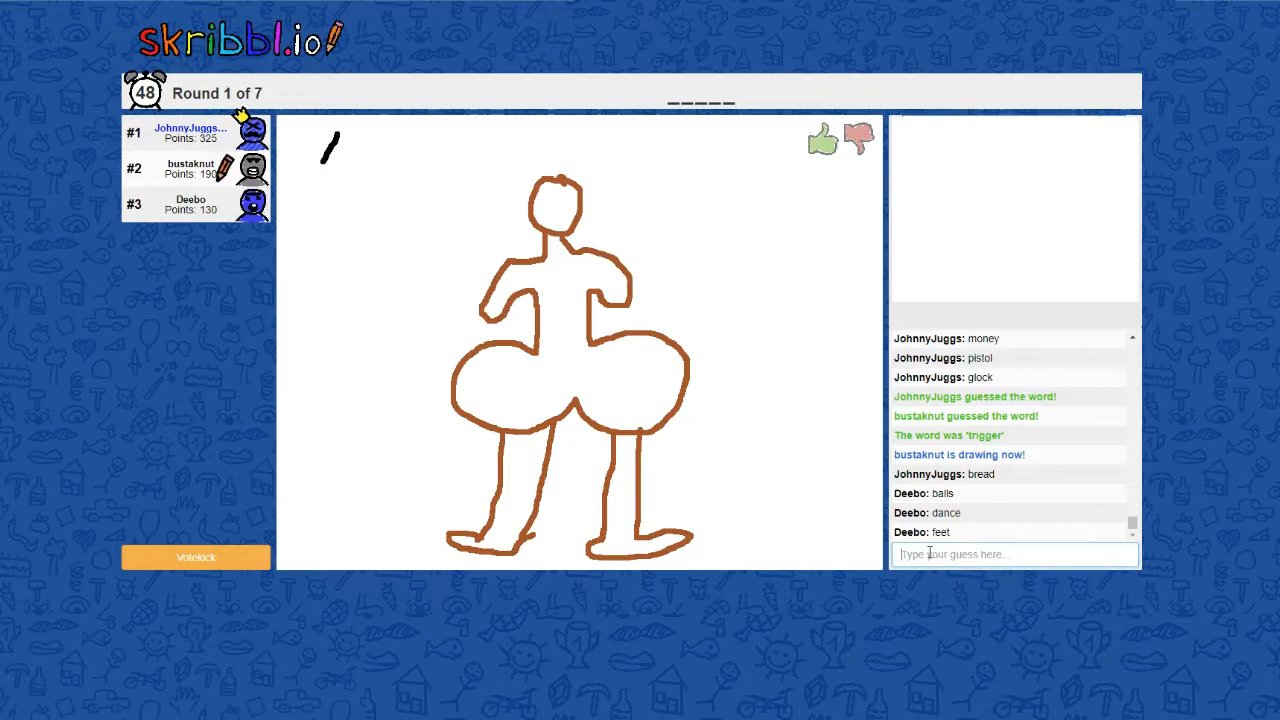 skribbl.io
48
Round 1 of 7
_____
#1
JohnnyJuggs...
Points: 325
#2
bustaknut
Points: 190
#3
Deebo
Points: 130
Votekick
JohnnyJuggs: money
JohnnyJuggs: pistol
JohnnyJuggs: glock
JohnnyJuggs guessed the word!
bustaknut guessed the word!
The word was 'trigger'
bustaknut is drawing now!
JohnnyJuggs: bread
Deebo: balls
Deebo: dance
Deebo: feet
Type your guess here...